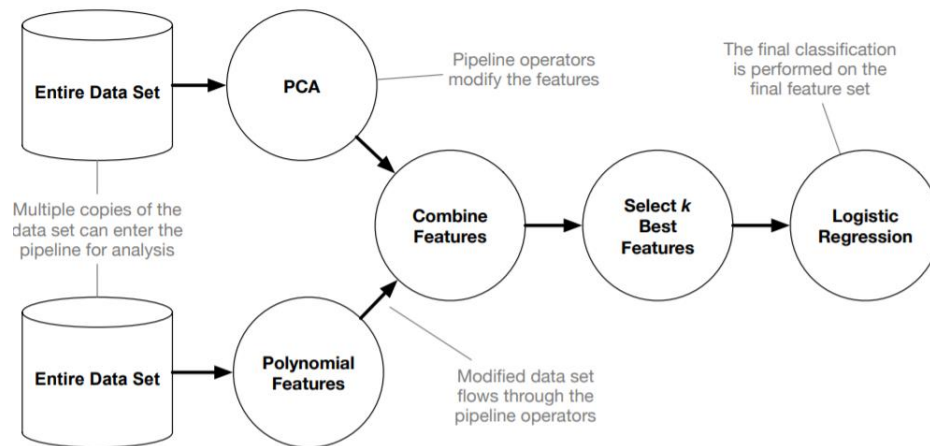 Entire Data Set
PCA
Pipeline operators
modify the features
The final classification
is performed on the
final feature set
Multiple copies of the
data set can enter the
pipeline for analysis
Combine
Features
Select k
Best
Features
Logistic
Regression
Entire Data Set
Polynomial
Features
Modified data set
flows through the
pipeline operators